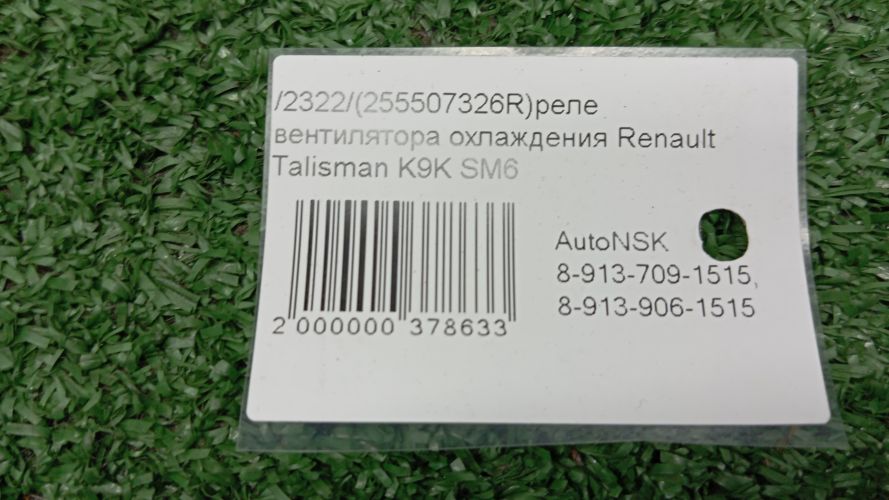 /2322/(255507326R)реле
вентилятора охлаждения Renault
Talisman K9K SM6
AutoNSK
8-913-709-1515,
8-913-906-1515
2 000000 378633